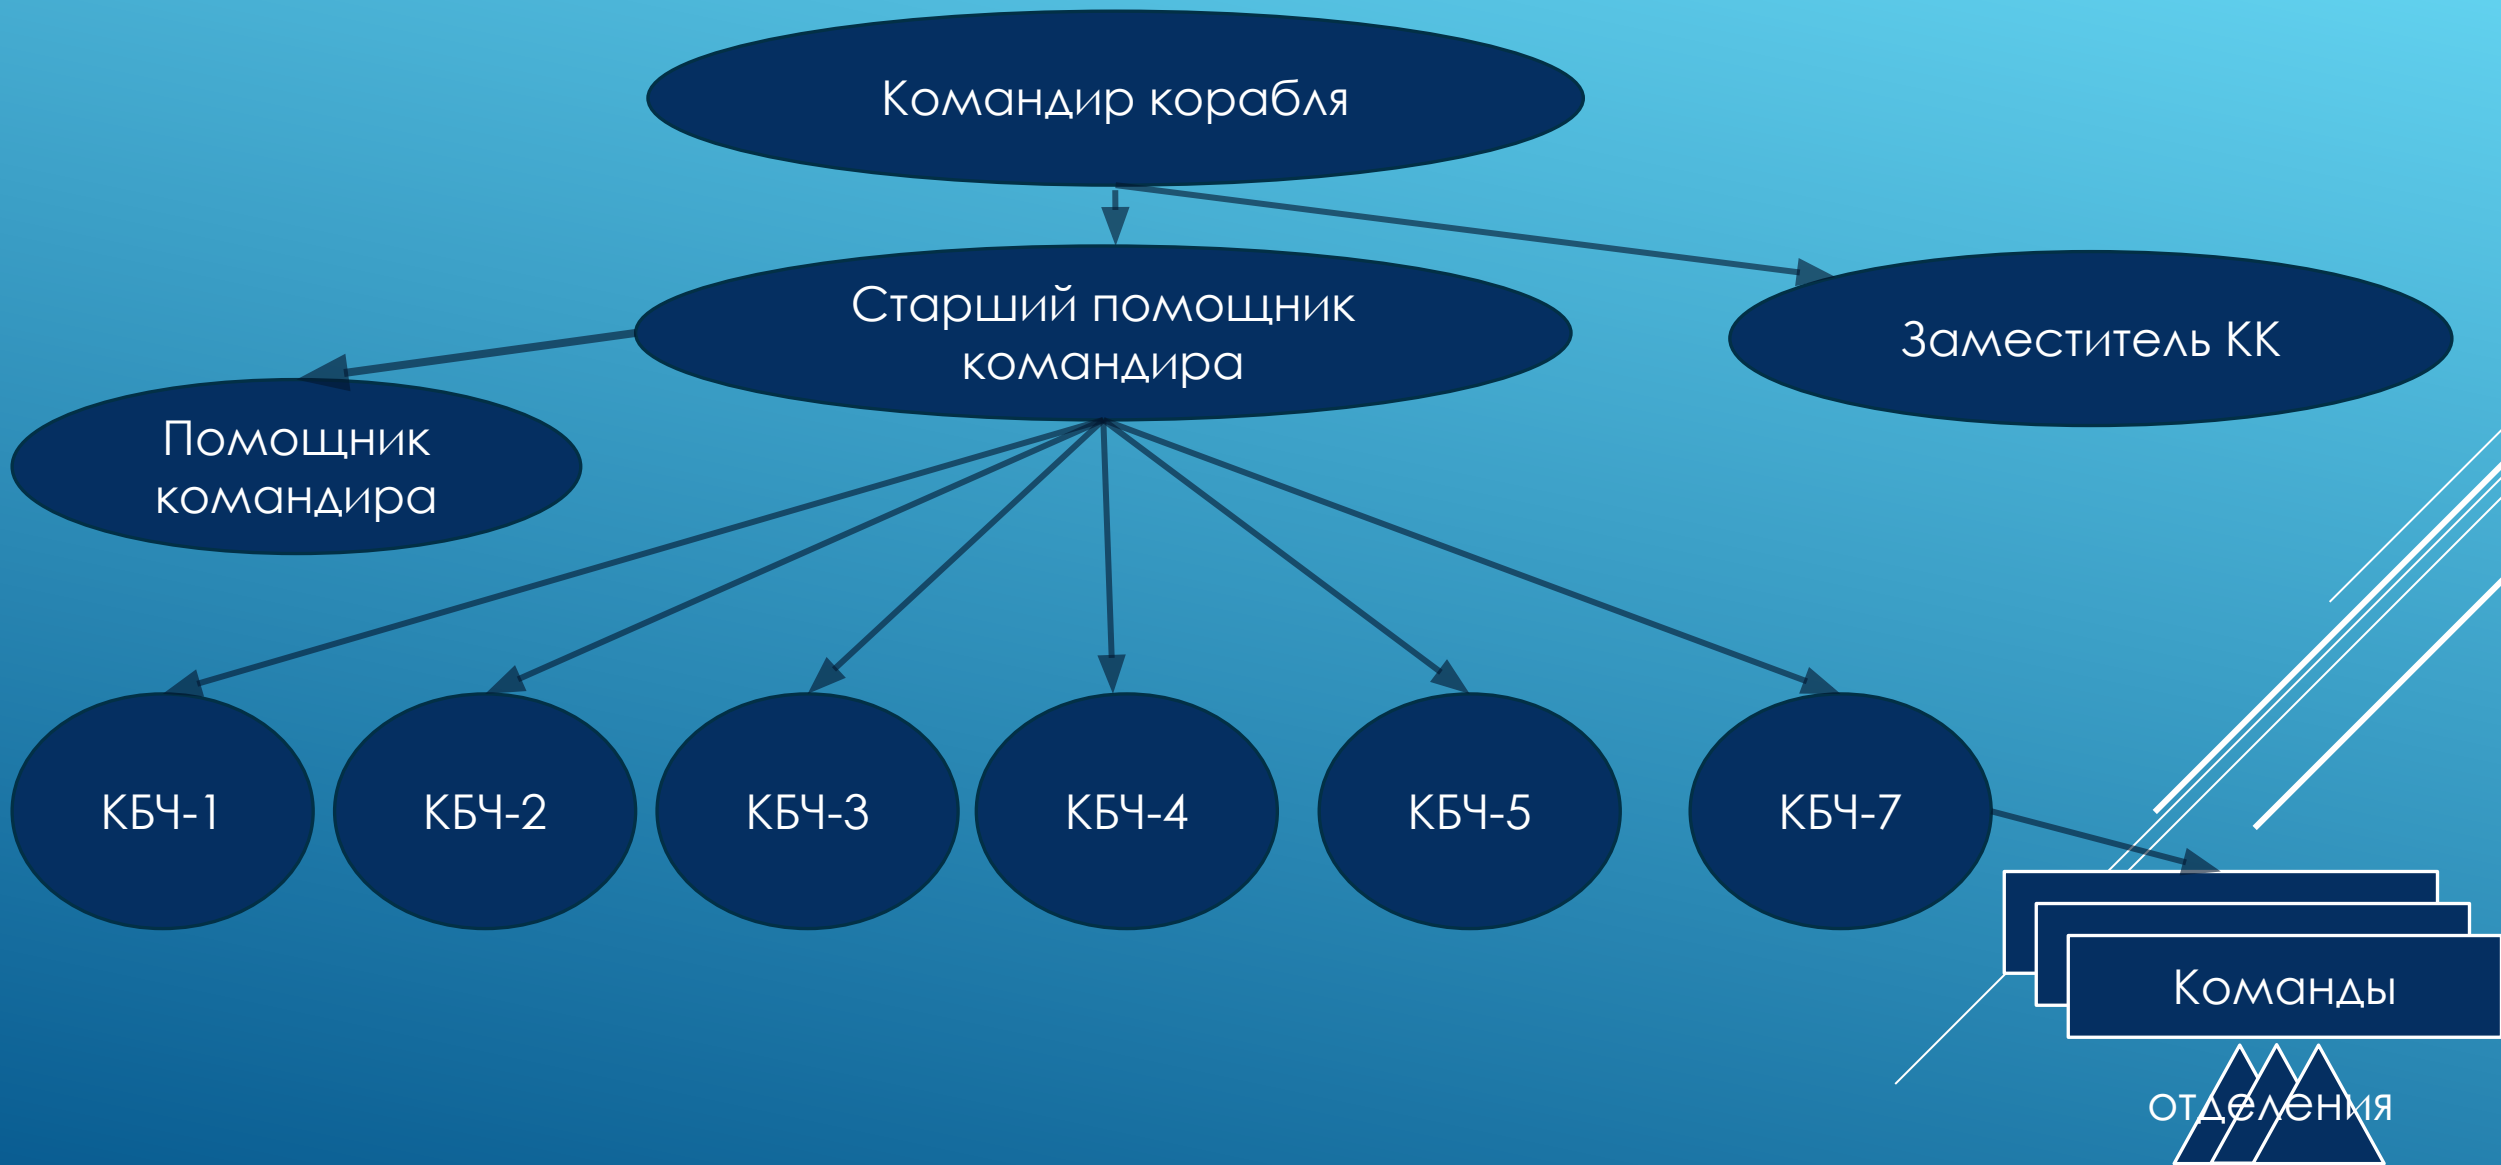 Командир корабля
Старший помощник
командира
Заместитель КК
Помощник
командира
КБЧ-1
КБЧ-2
КБЧ-3
КБЧ-4
КБЧ-5
КБЧ-7
Команды
отделения